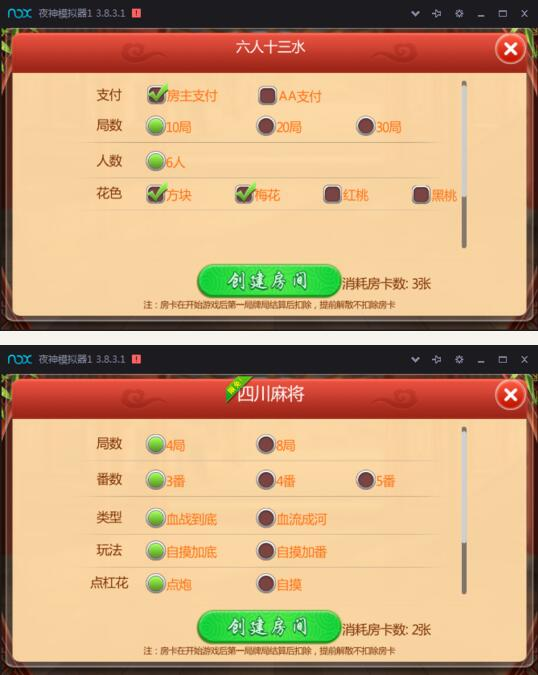 nox 夜神模拟器1 3.8.3.1
六人十三水
支付 房主支付 AA支付
局数 10局 20局 30局
人数 6人
花色 方块 梅花 红桃 黑桃
创建房间 消耗房卡数: 3张
注：房卡在开始游戏后第一局牌局结算后扣除，提前解散不扣除房卡
nox 夜神模拟器1 3.8.3.1
四川麻将
局数 4局 8局
番数 3番 4番 5番
类型 血战到底 血流成河
玩法 自摸加底 自摸加番
点杠花 点炮 自摸
创建房间 消耗房卡数: 2张
注：房卡在开始游戏后第一局牌局结算后扣除，提前解散不扣除房卡